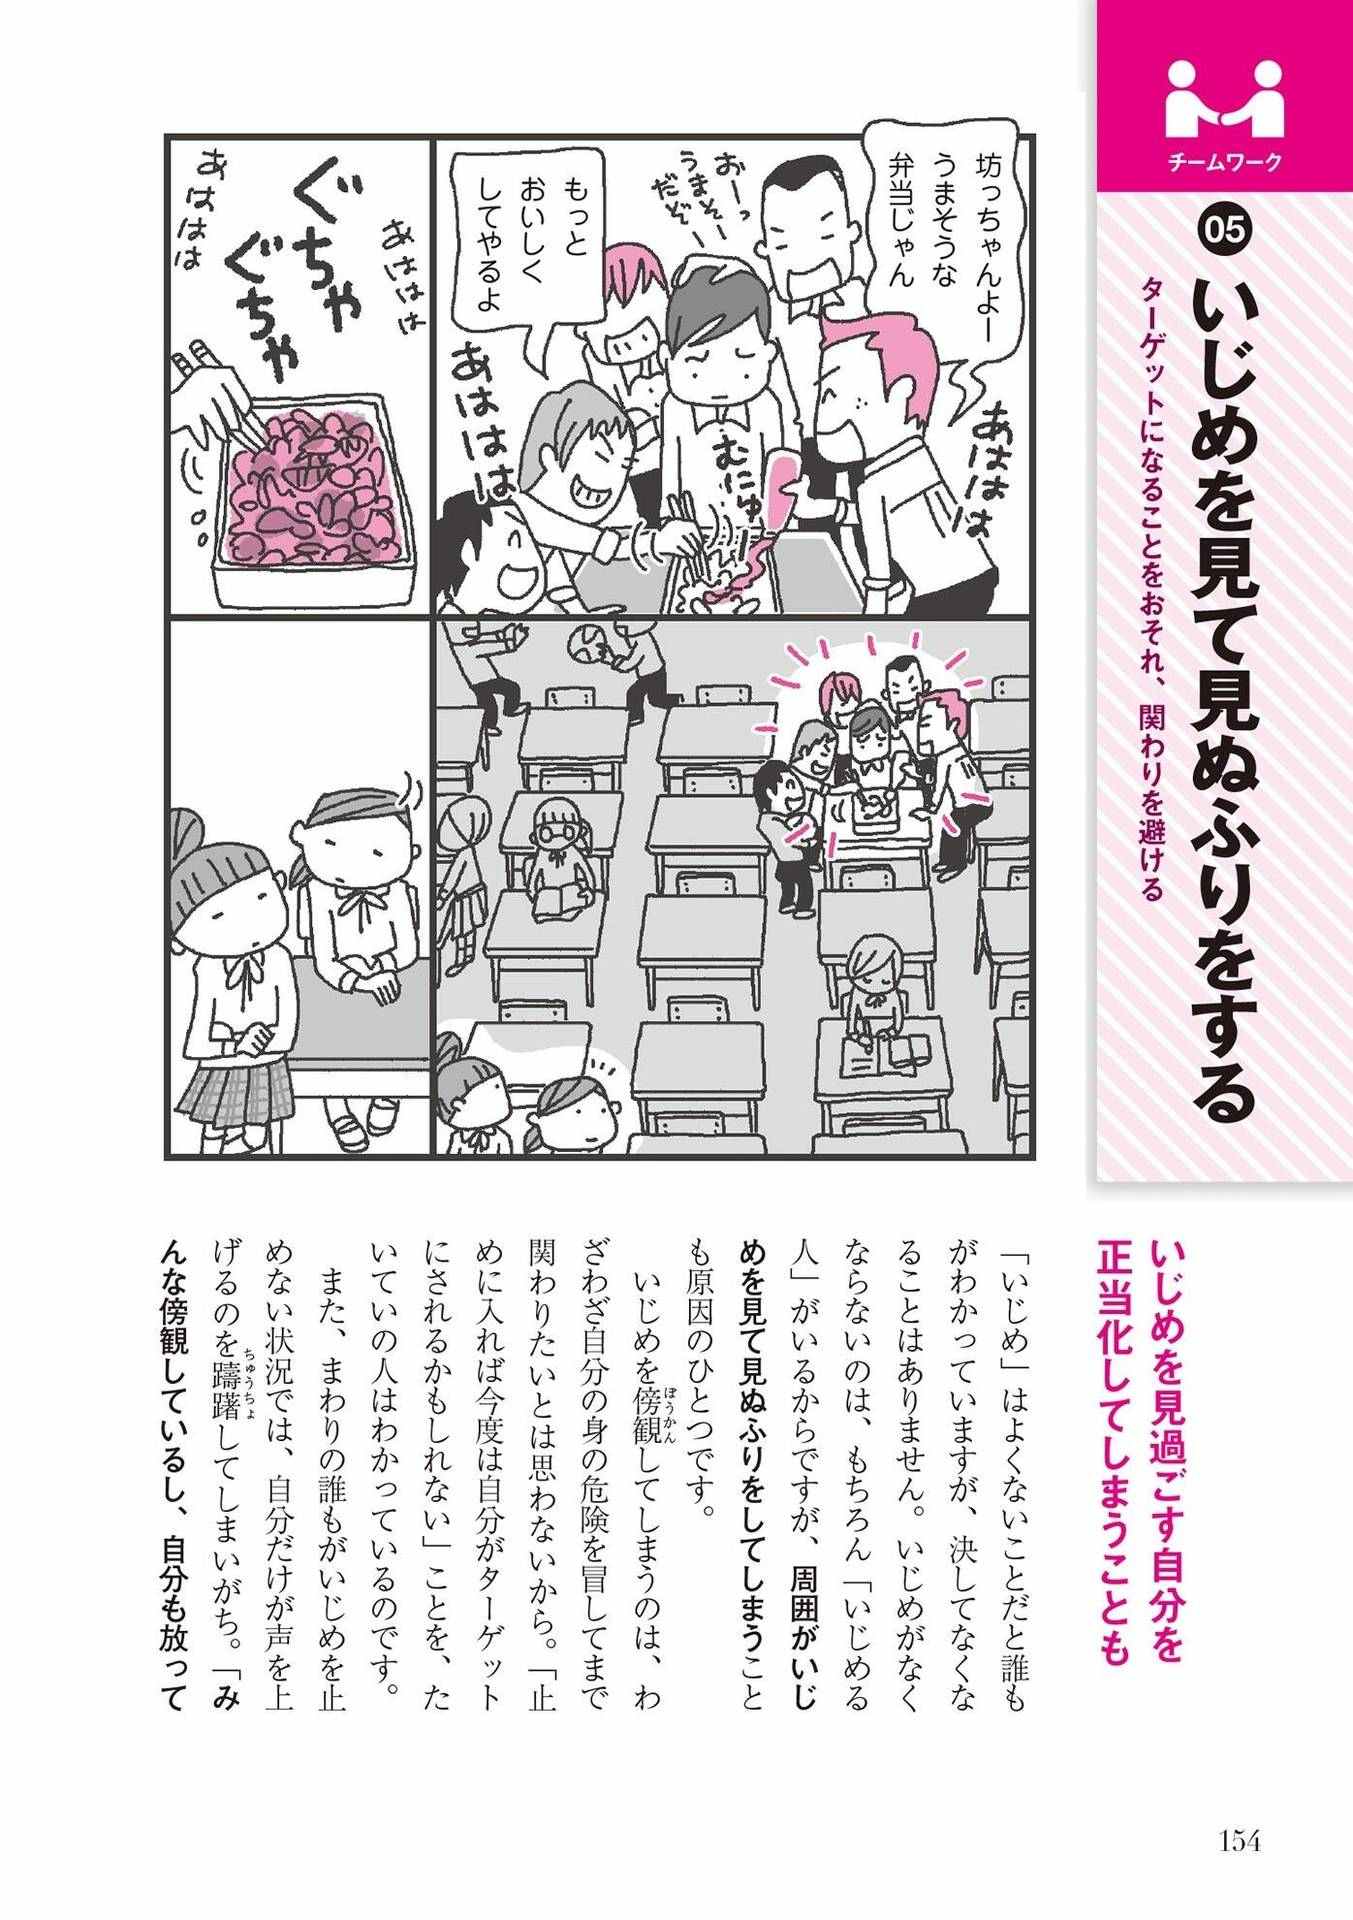 チームワーク
05
いじめを見て見ぬふりをする
ターゲットになることをおそれ、関わりを避ける
坊っちゃんよー
うまそうな
弁当じゃん
おーっ
うまそー
だぞー
もっと
おいしく
してやるよ
あははは
むにゅ
あははは
あははは
ぐちゃ
ぐちゃ
あははは
いじめを見過ごす自分を
正当化してしまうことも
「いじめ」はよくないことだと誰も
がわかっていますが、決してなくな
ることはありません。いじめがなく
ならないのは、もちろん「いじめる
人」がいるからですが、周囲がいじ
めを見て見ぬふりをしてしまうこと
も原因のひとつです。
いじめを傍観してしまうのは、わ
ぼうかん
ざわざ自分の身の危険を冒してまで
関わりたいとは思わないから。「止
めに入れば今度は自分がターゲット
にされるかもしれない」ことを、た
いていの人はわかっているのです。
また、まわりの誰もがいじめを止
めない状況では、自分だけが声を上
げるのを躊躇してしまいがち。「み
ちゅうちょ
んな傍観しているし、自分も放って
154